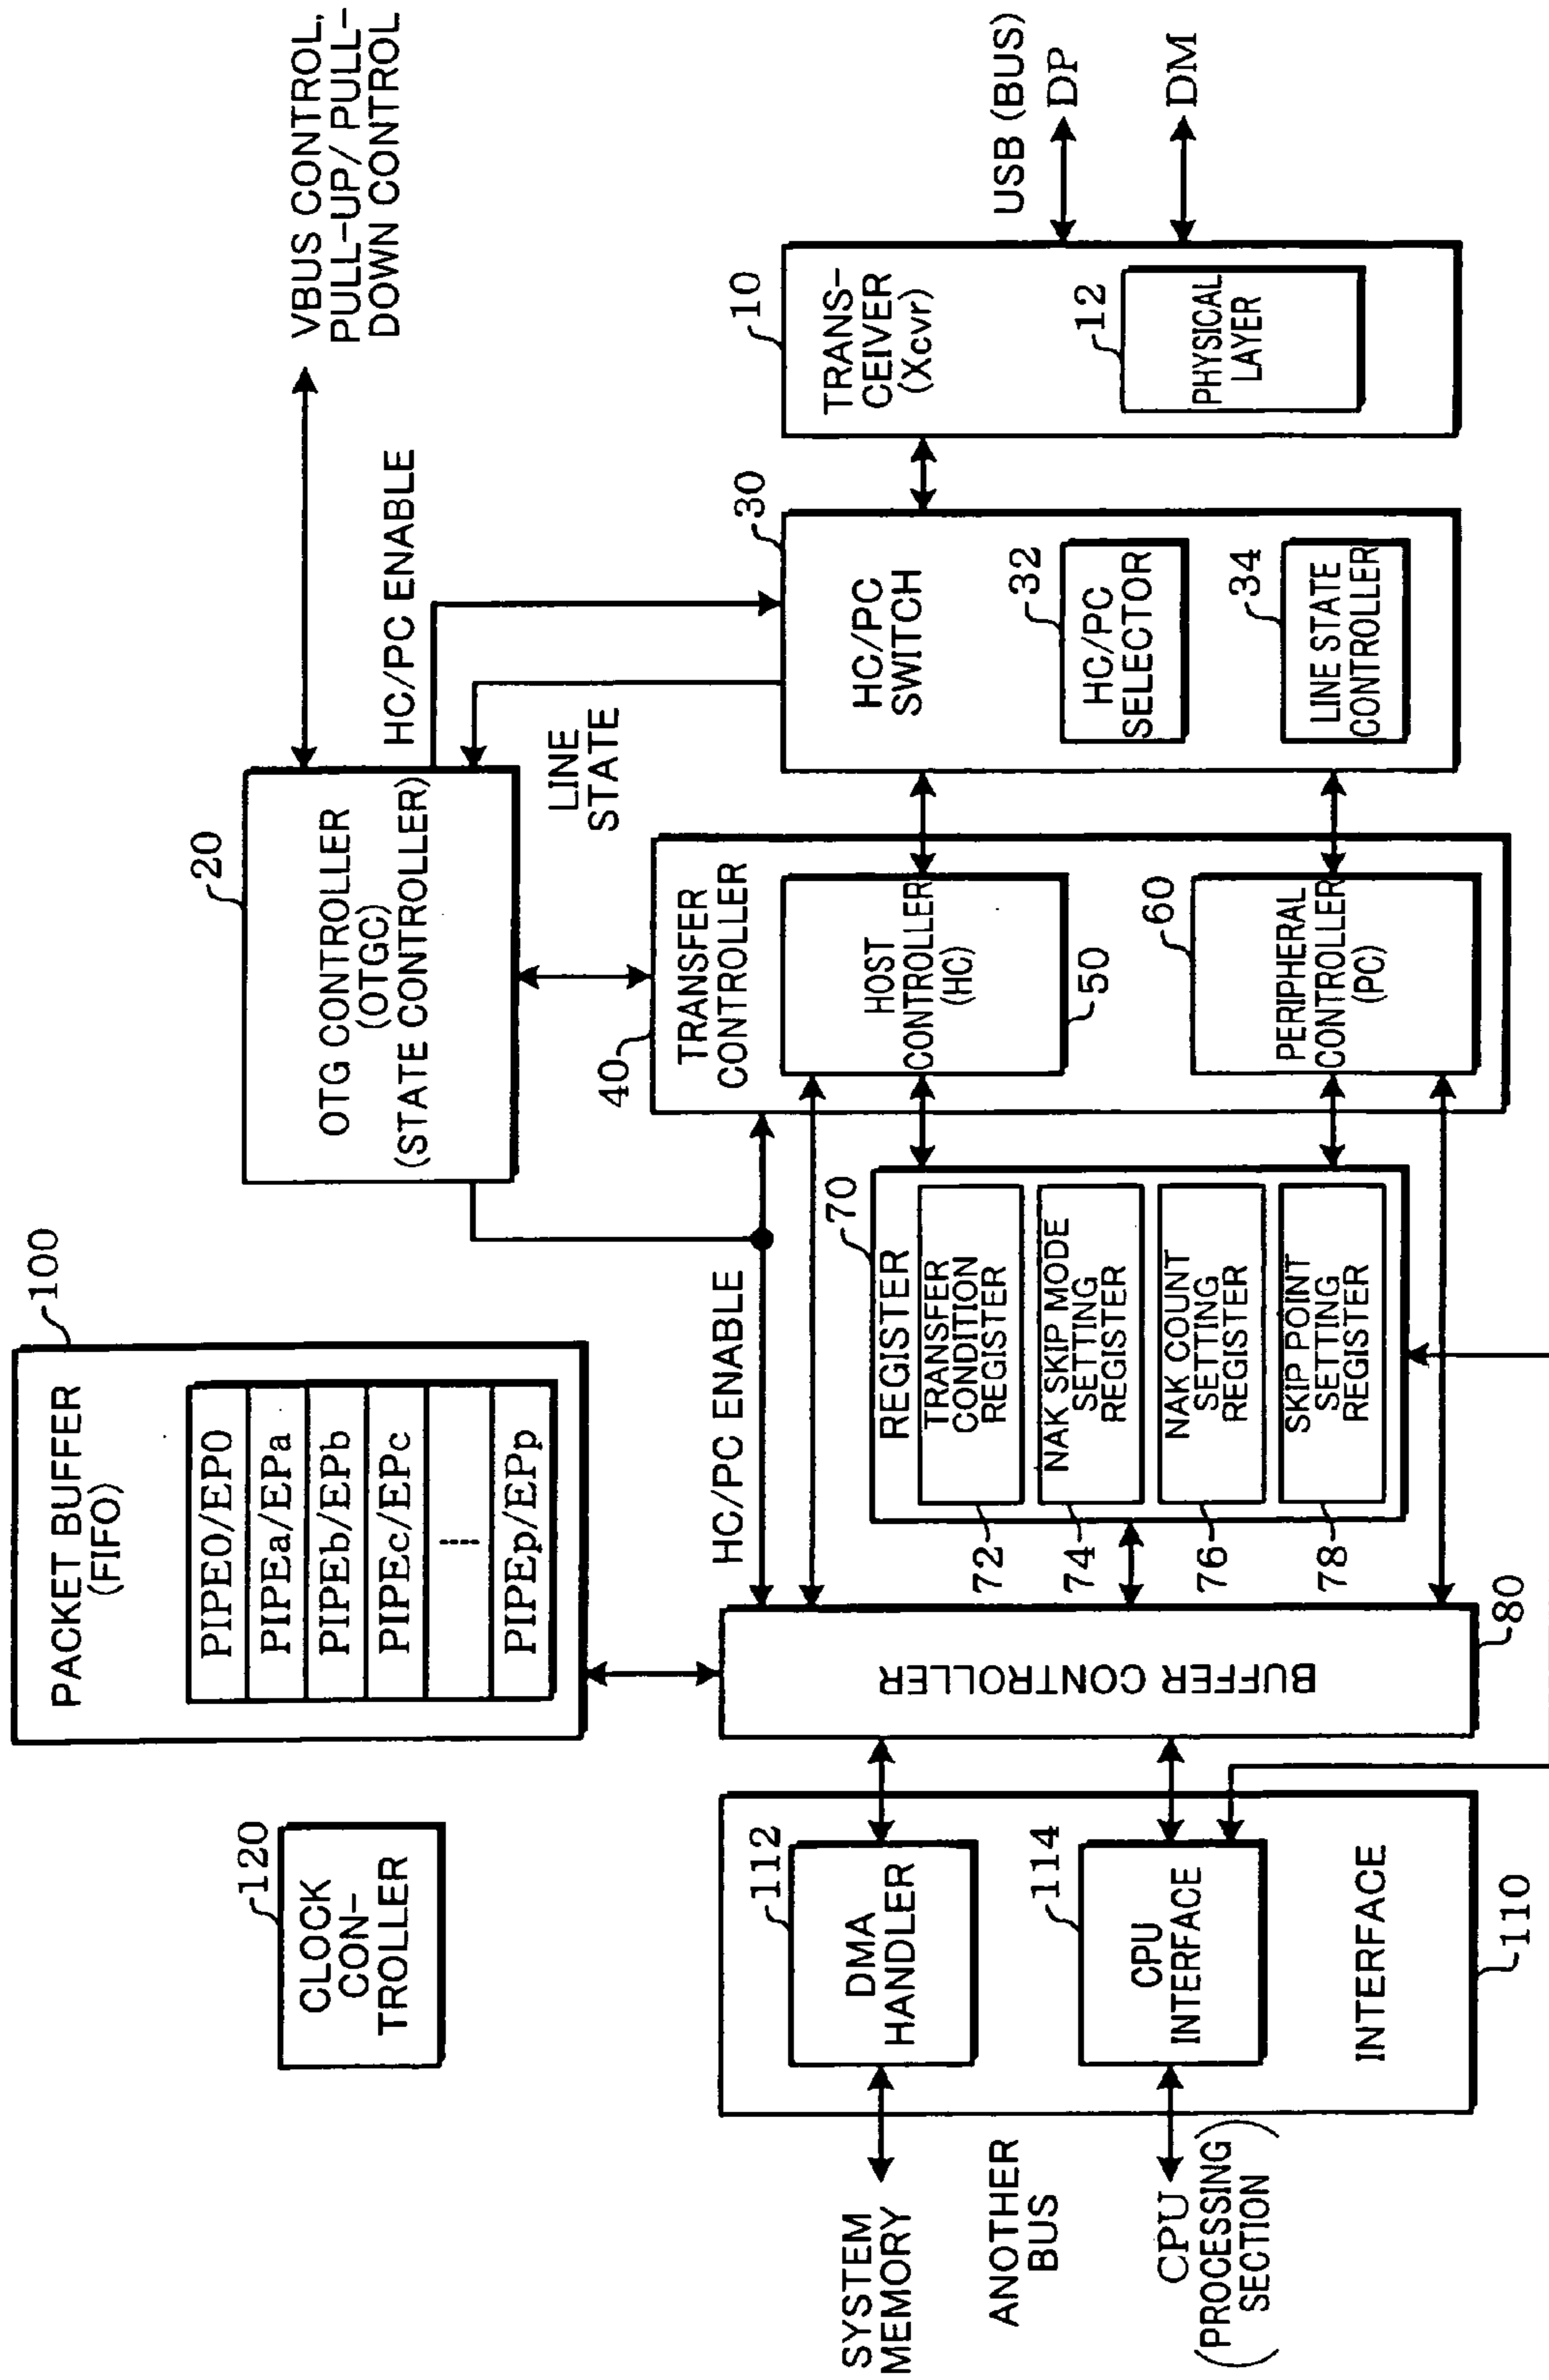 100
PACKET BUFFER
(FIFO)
PIPE0/EP0
PIPEa/EPa
PIPEb/EPb
PIPEc/EPc
PIPEp/EPp
120
CLOCK
CON-
TROLLER
20
OTG CONTROLLER
(OTGC)
(STATE CONTROLLER)
VBUS CONTROL,
PULL-UP/ PULL-
DOWN CONTROL
HC/PC ENABLE
LINE
STATE
HC/PC ENABLE
SYSTEM
MEMORY
ANOTHER
BUS
CPU
(PROCESSING
SECTION)
112
DMA
HANDLER
114
CPU
INTERFACE
INTERFACE
110
BUFFER CONTROLLER
80
70
REGISTER
72
TRANSFER
CONDITION
REGISTER
74
NAK SKIP MODE
SETTING
REGISTER
76
NAK COUNT
SETTING
REGISTER
78
SKIP POINT
SETTING
REGISTER
40
TRANSFER
CONTROLLER
HOST
CONTROLLER
(HC)
50
60
PERIPHERAL
CONTROLLER
(PC)
30
HC/PC
SWITCH
32
HC/PC
SELECTOR
34
LINE STATE
CONTROLLER
10
TRANS-
CEIVER
(Xcvr)
12
PHYSICAL
LAYER
USB (BUS)
DP
DM